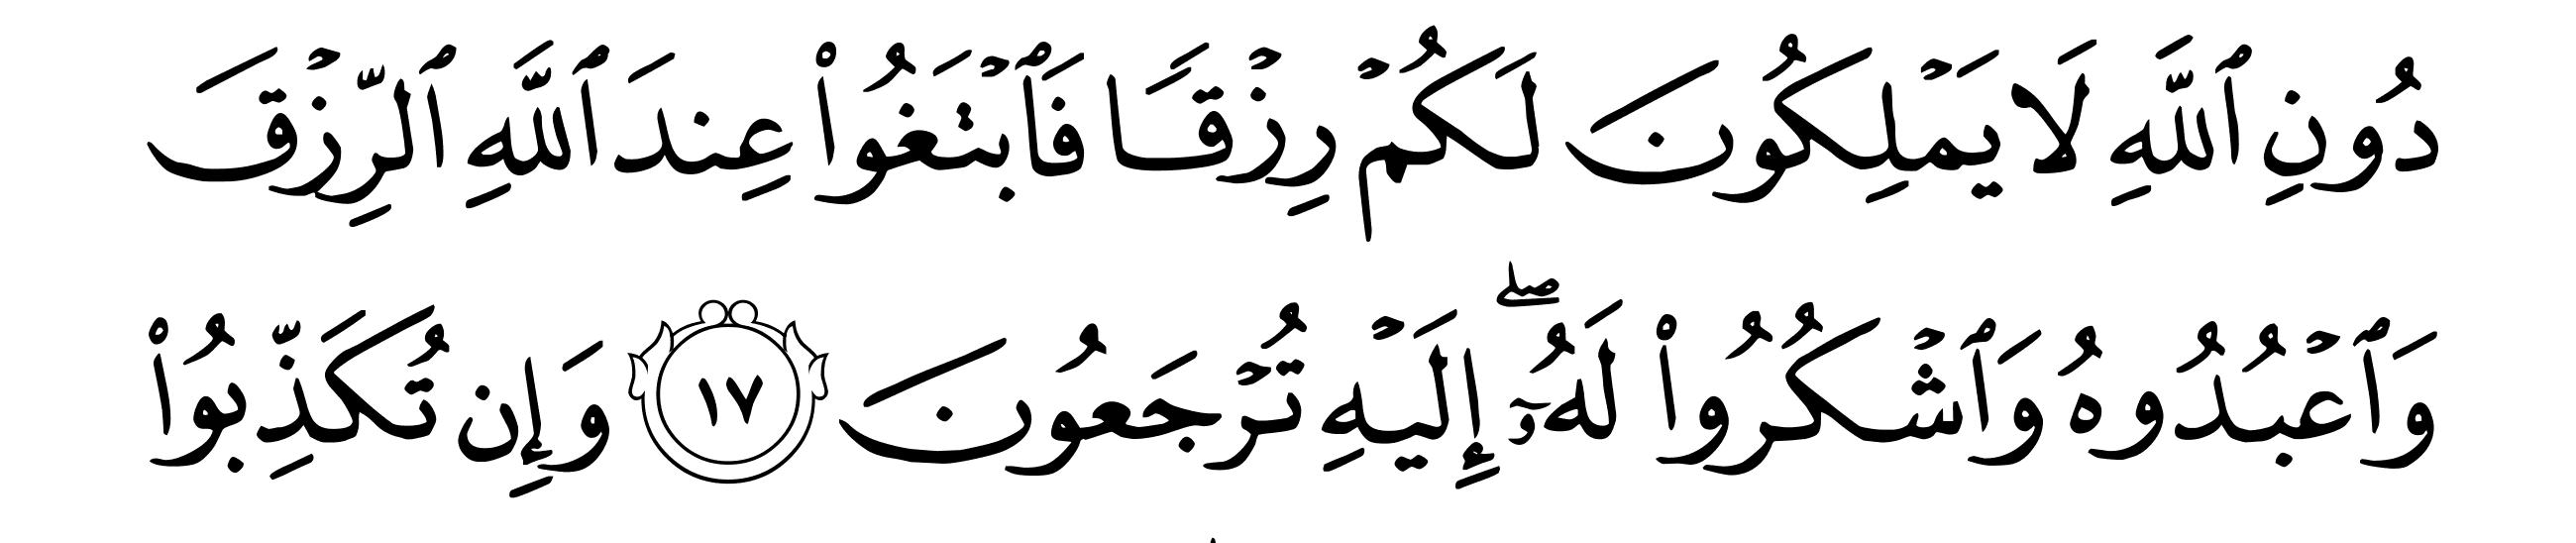 دُونِ ٱللَّهِ لَا يَمۡلِكُونَ لَكُمۡ رِزۡقٗا فَٱبۡتَغُواْ عِندَ ٱللَّهِ ٱلرِّزۡقَ
وَٱعۡبُدُوهُ وَٱشۡكُرُواْ لَهُۥٓۖ إِلَيۡهِ تُرۡجَعُونَ ١٧ وَإِن تُكَذِّبُواْ